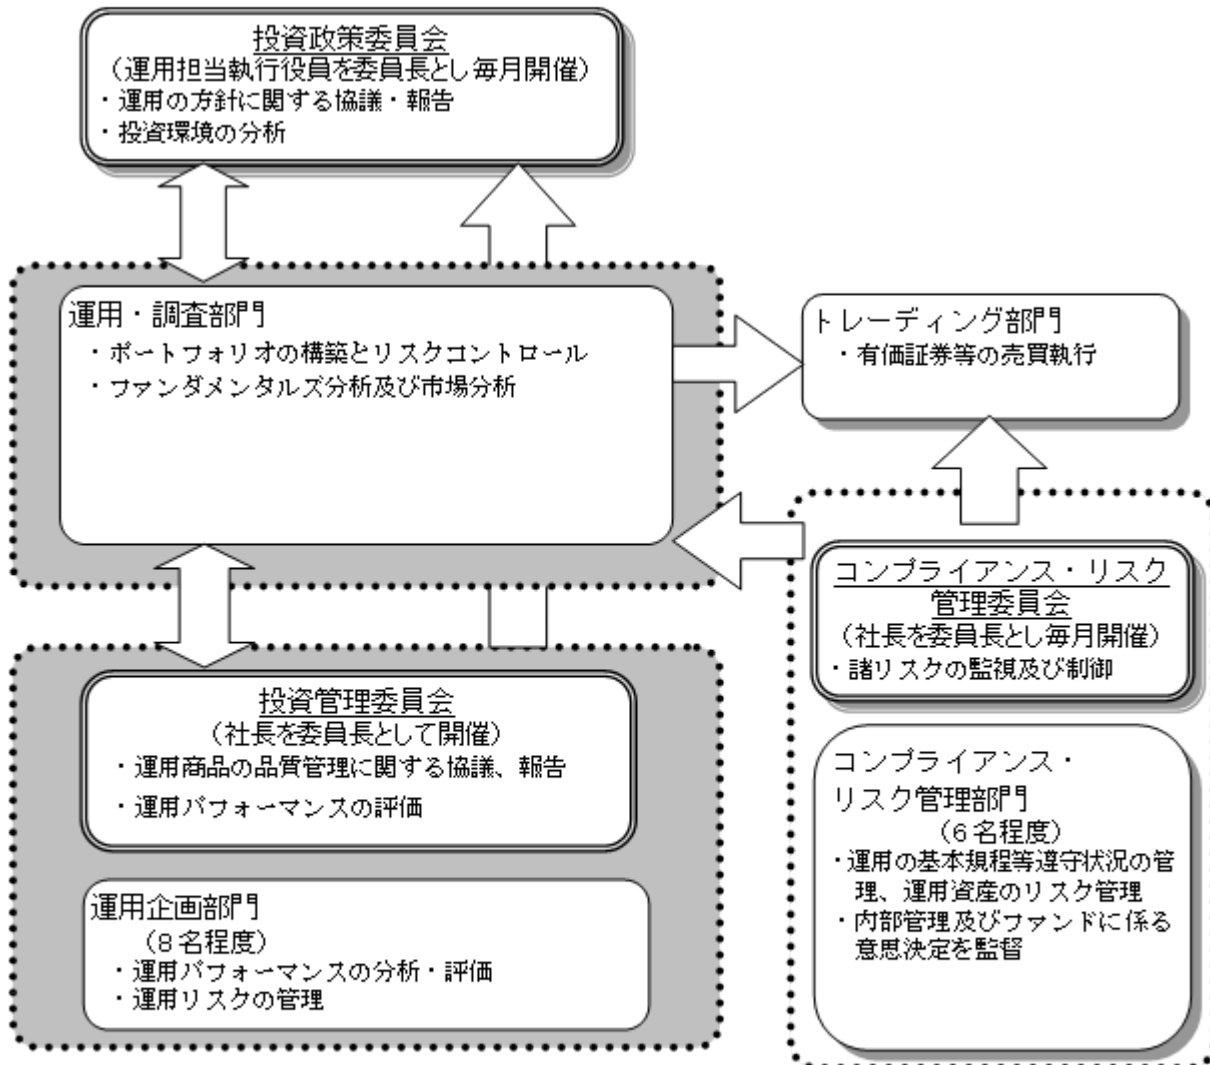 投資政策委員会
（運用担当執行役員を委員長とし毎月開催）
・運用の方針に関する協議・報告
・投資環境の分析
運用・調査部門
・ポートフォリオの構築とリスクコントロール
・ファンダメンタルズ分析及び市場分析
トレーディング部門
・有価証券等の売買執行
コンプライアンス・リスク
管理委員会
（社長を委員長とし毎月開催）
・諸リスクの監視及び制御
投資管理委員会
（社長を委員長として開催）
・運用商品の品質管理に関する協議、報告
・運用パフォーマンスの評価
コンプライアンス・
リスク管理部門
（６名程度）
・運用の基本規程等遵守状況の管
理、運用資産のリスク管理
・内部管理及びファンドに係る
意思決定を監督
運用企画部門
（８名程度）
・運用パフォーマンスの分析・評価
・運用リスクの管理